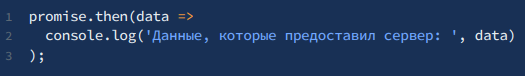 1 promise.then(data =>
2   console.log('Данные, которые предоставил сервер: ', data)
3 );